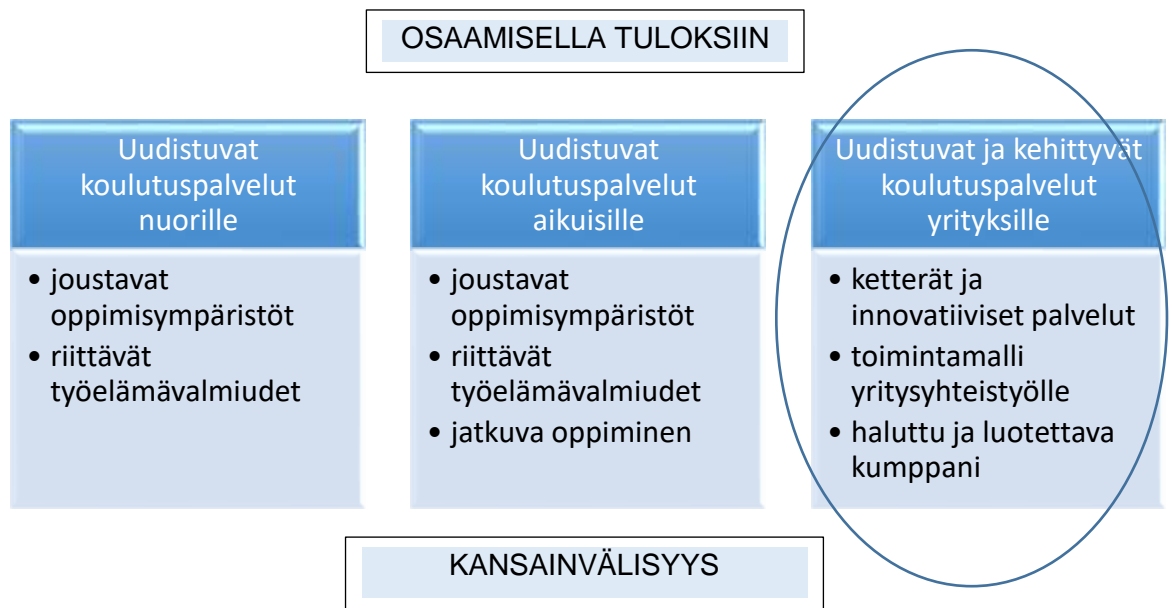 OSAAMISELLA TULOKSIIN
Uudistuvat
koulutuspalvelut
nuorille
• joustavat
oppimisympäristöt
• riittävät
työelämävalmiudet
Uudistuvat
koulutuspalvelut
aikuisille
• joustavat
oppimisympäristöt
• riittävät
työelämävalmiudet
• jatkuva oppiminen
Uudistuvat ja kehittyvät
koulutuspalvelut
yrityksille
• ketterät ja
innovatiiviset palvelut
• toimintamalli
yritysyhteistyölle
• haluttu ja luotettava
kumppani
KANSAINVÄLISYYS